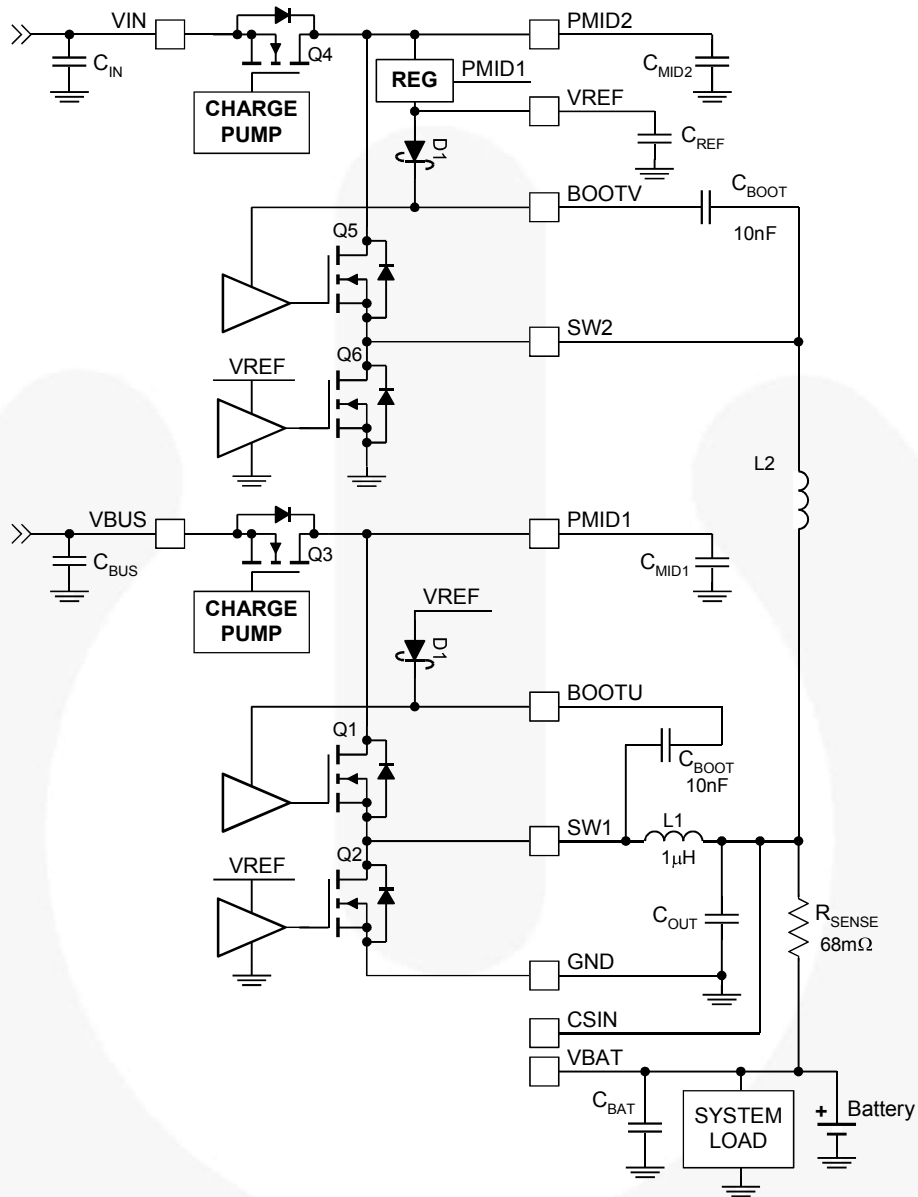 VIN
PMID2
C_IN
Q4
CHARGE
PUMP
REG
PMID1
C_MID2
VREF
C_REF
D1
BOOTV
C_BOOT
10nF
Q5
SW2
VREF
Q6
L2
VBUS
PMID1
C_BUS
Q3
C_MID1
CHARGE
PUMP
VREF
D1
BOOTU
Q1
C_BOOT
10nF
SW1
L1
1µH
VREF
Q2
C_OUT
R_SENSE
68mΩ
GND
CSIN
VBAT
C_BAT
SYSTEM
LOAD
+
Battery